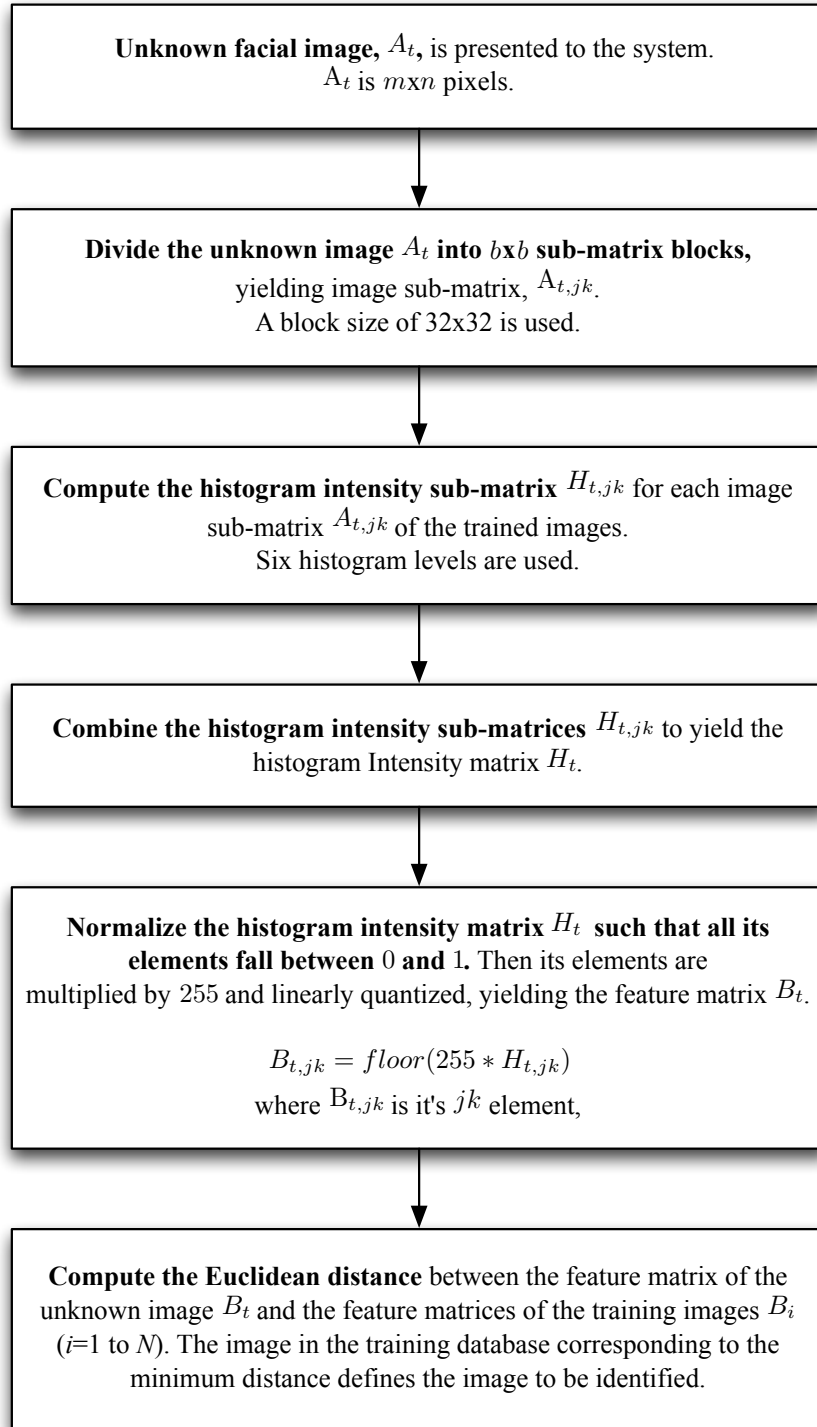 Unknown facial image, A_t, is presented to the system.
A_t is mxn pixels.
Divide the unknown image A_t into bxb sub-matrix blocks,
yielding image sub-matrix, A_{t,jk}.
A block size of 32x32 is used.
Compute the histogram intensity sub-matrix H_{t,jk} for each image
sub-matrix A_{t,jk} of the trained images.
Six histogram levels are used.
Combine the histogram intensity sub-matrices H_{t,jk} to yield the
histogram Intensity matrix H_t.
Normalize the histogram intensity matrix H_t such that all its
elements fall between 0 and 1. Then its elements are
multiplied by 255 and linearly quantized, yielding the feature matrix B_t.
B_{t,jk} = floor(255 * H_{t,jk})
where B_{t,jk} is it's jk element,
Compute the Euclidean distance between the feature matrix of the
unknown image B_t and the feature matrices of the training images B_i
(i=1 to N). The image in the training database corresponding to the
minimum distance defines the image to be identified.